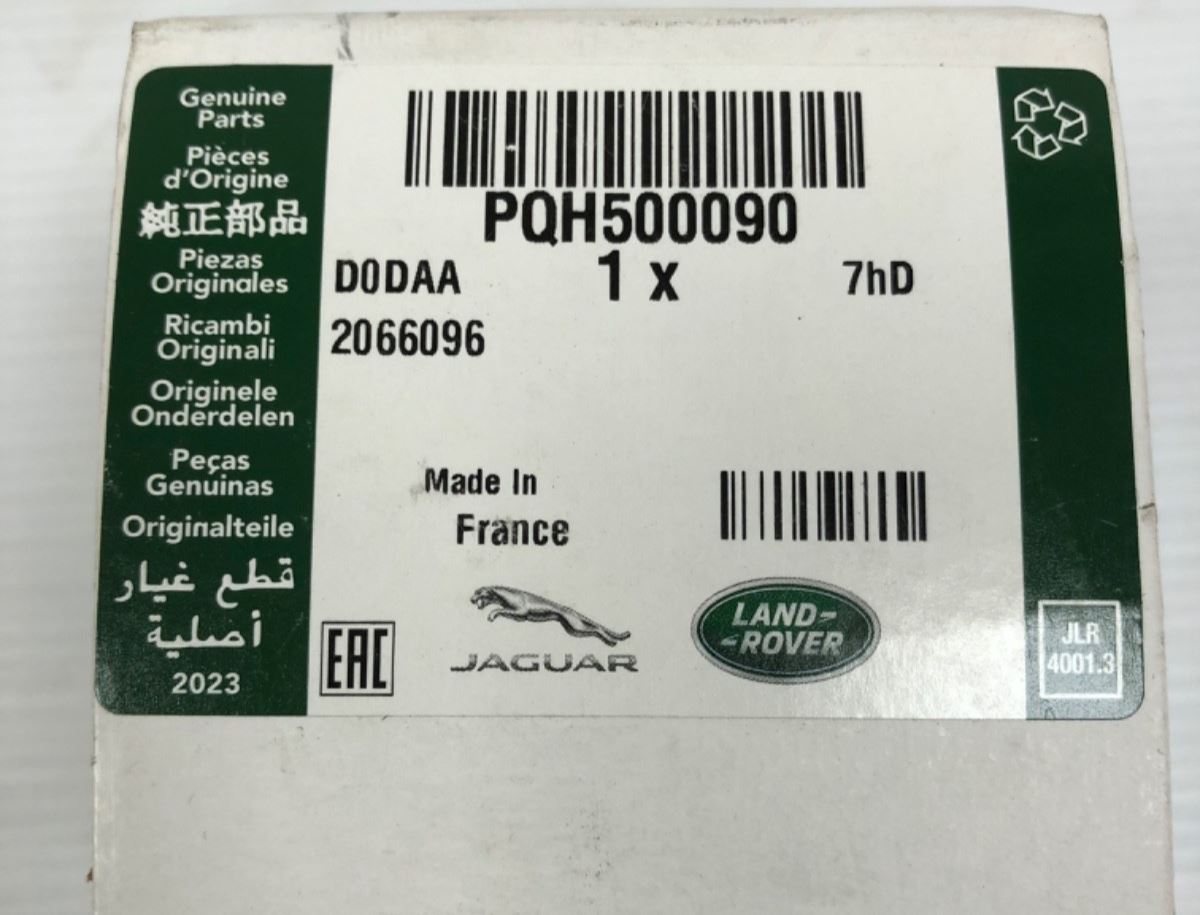 Genuine
Parts
Pièces
d'Origine
純正部品
Piezas
Originales
Ricambi
Originali
Originele
Onderdelen
Peças
Genuinas
Originalteile
قطع غيار
أصلية
2023
PQH500090
D0DAA 1 x 7hD
2066096
Made In
France
EAC
JAGUAR
LAND-
-ROVER
JLR
4001.3